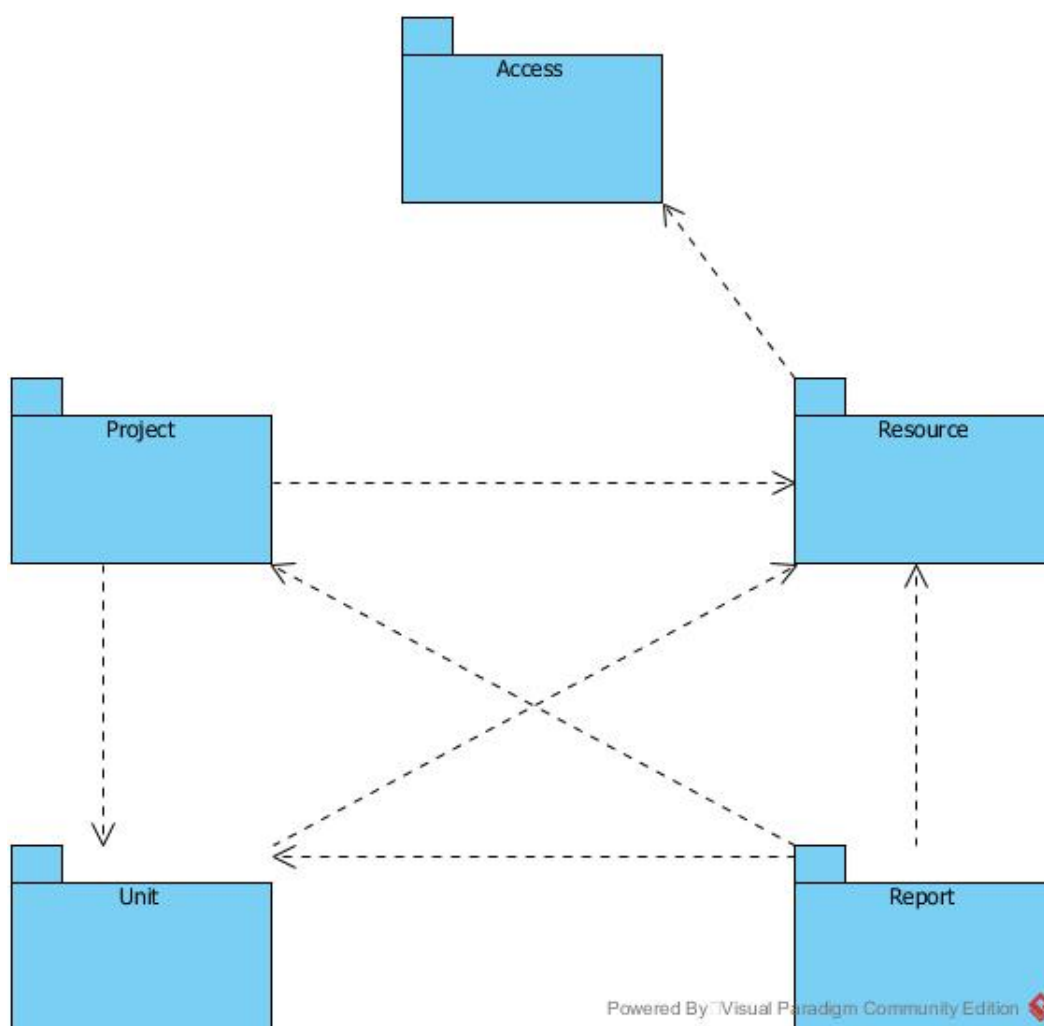 Access
Project
Resource
Unit
Report
Powered By Visual Paradigm Community Edition